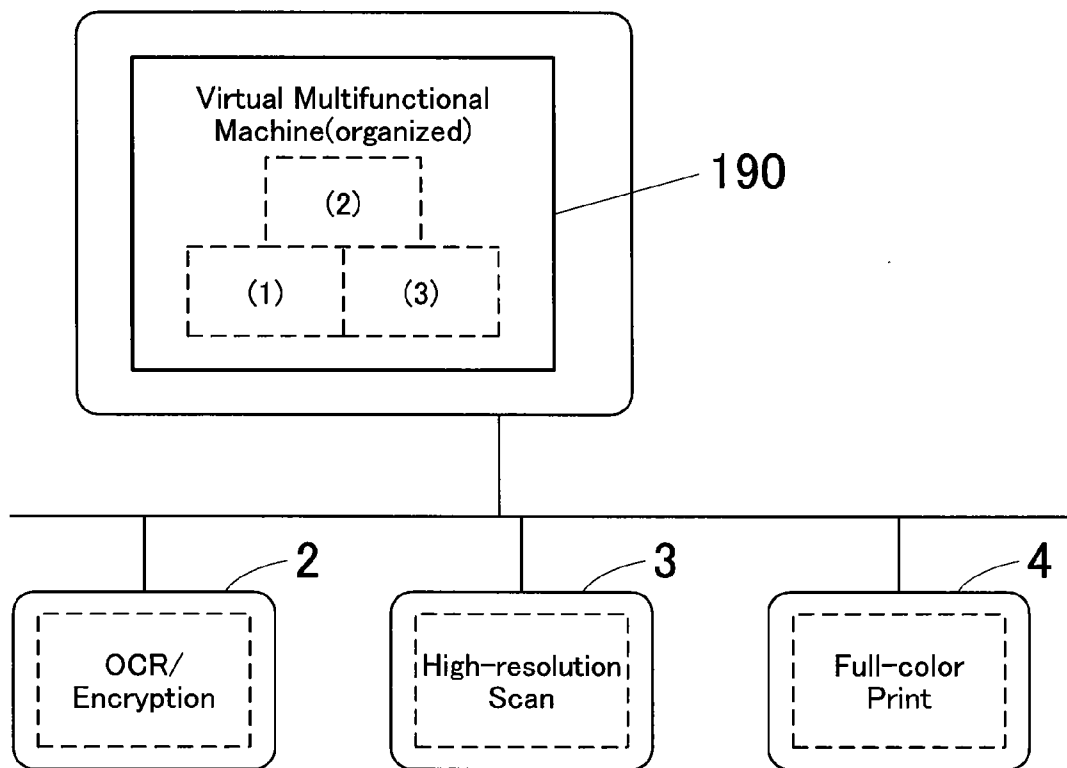 Virtual Multifunctional
Machine(organized)
(2)
190
(1) (3)
2 3 4
OCR/
Encryption
High-resolution
Scan
Full-color
Print